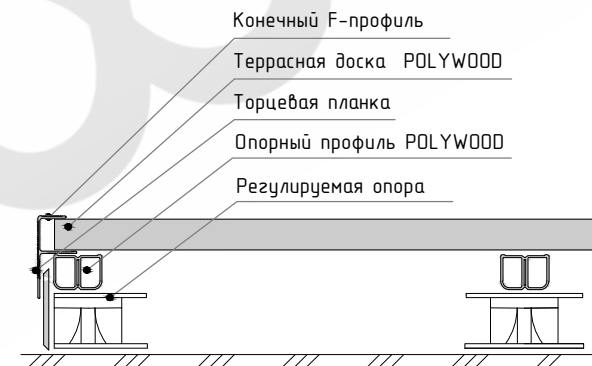 Конечный F-профиль
Террасная доска POLYWOOD
Торцевая планка
Опорный профиль POLYWOOD
Регулируемая опора